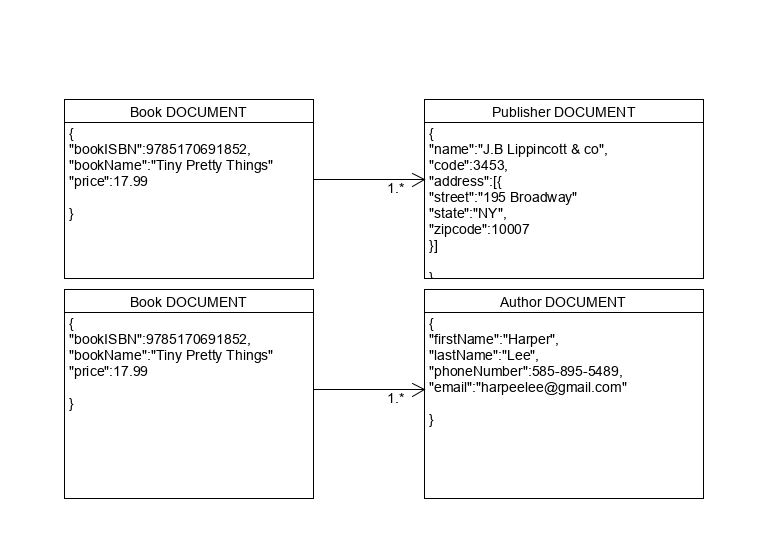 Book DOCUMENT
{
"bookISBN":9785170691852,
"bookName":"Tiny Pretty Things"
"price":17.99
}
1.*
Publisher DOCUMENT
{
"name":"J.B Lippincott & co",
"code":3453,
"address":[{
"street":"195 Broadway"
"state":"NY",
"zipcode":10007
}]
}
Book DOCUMENT
{
"bookISBN":9785170691852,
"bookName":"Tiny Pretty Things"
"price":17.99
}
1.*
Author DOCUMENT
{
"firstName":"Harper",
"lastName":"Lee",
"phoneNumber":585-895-5489,
"email":"harpeelee@gmail.com"
}